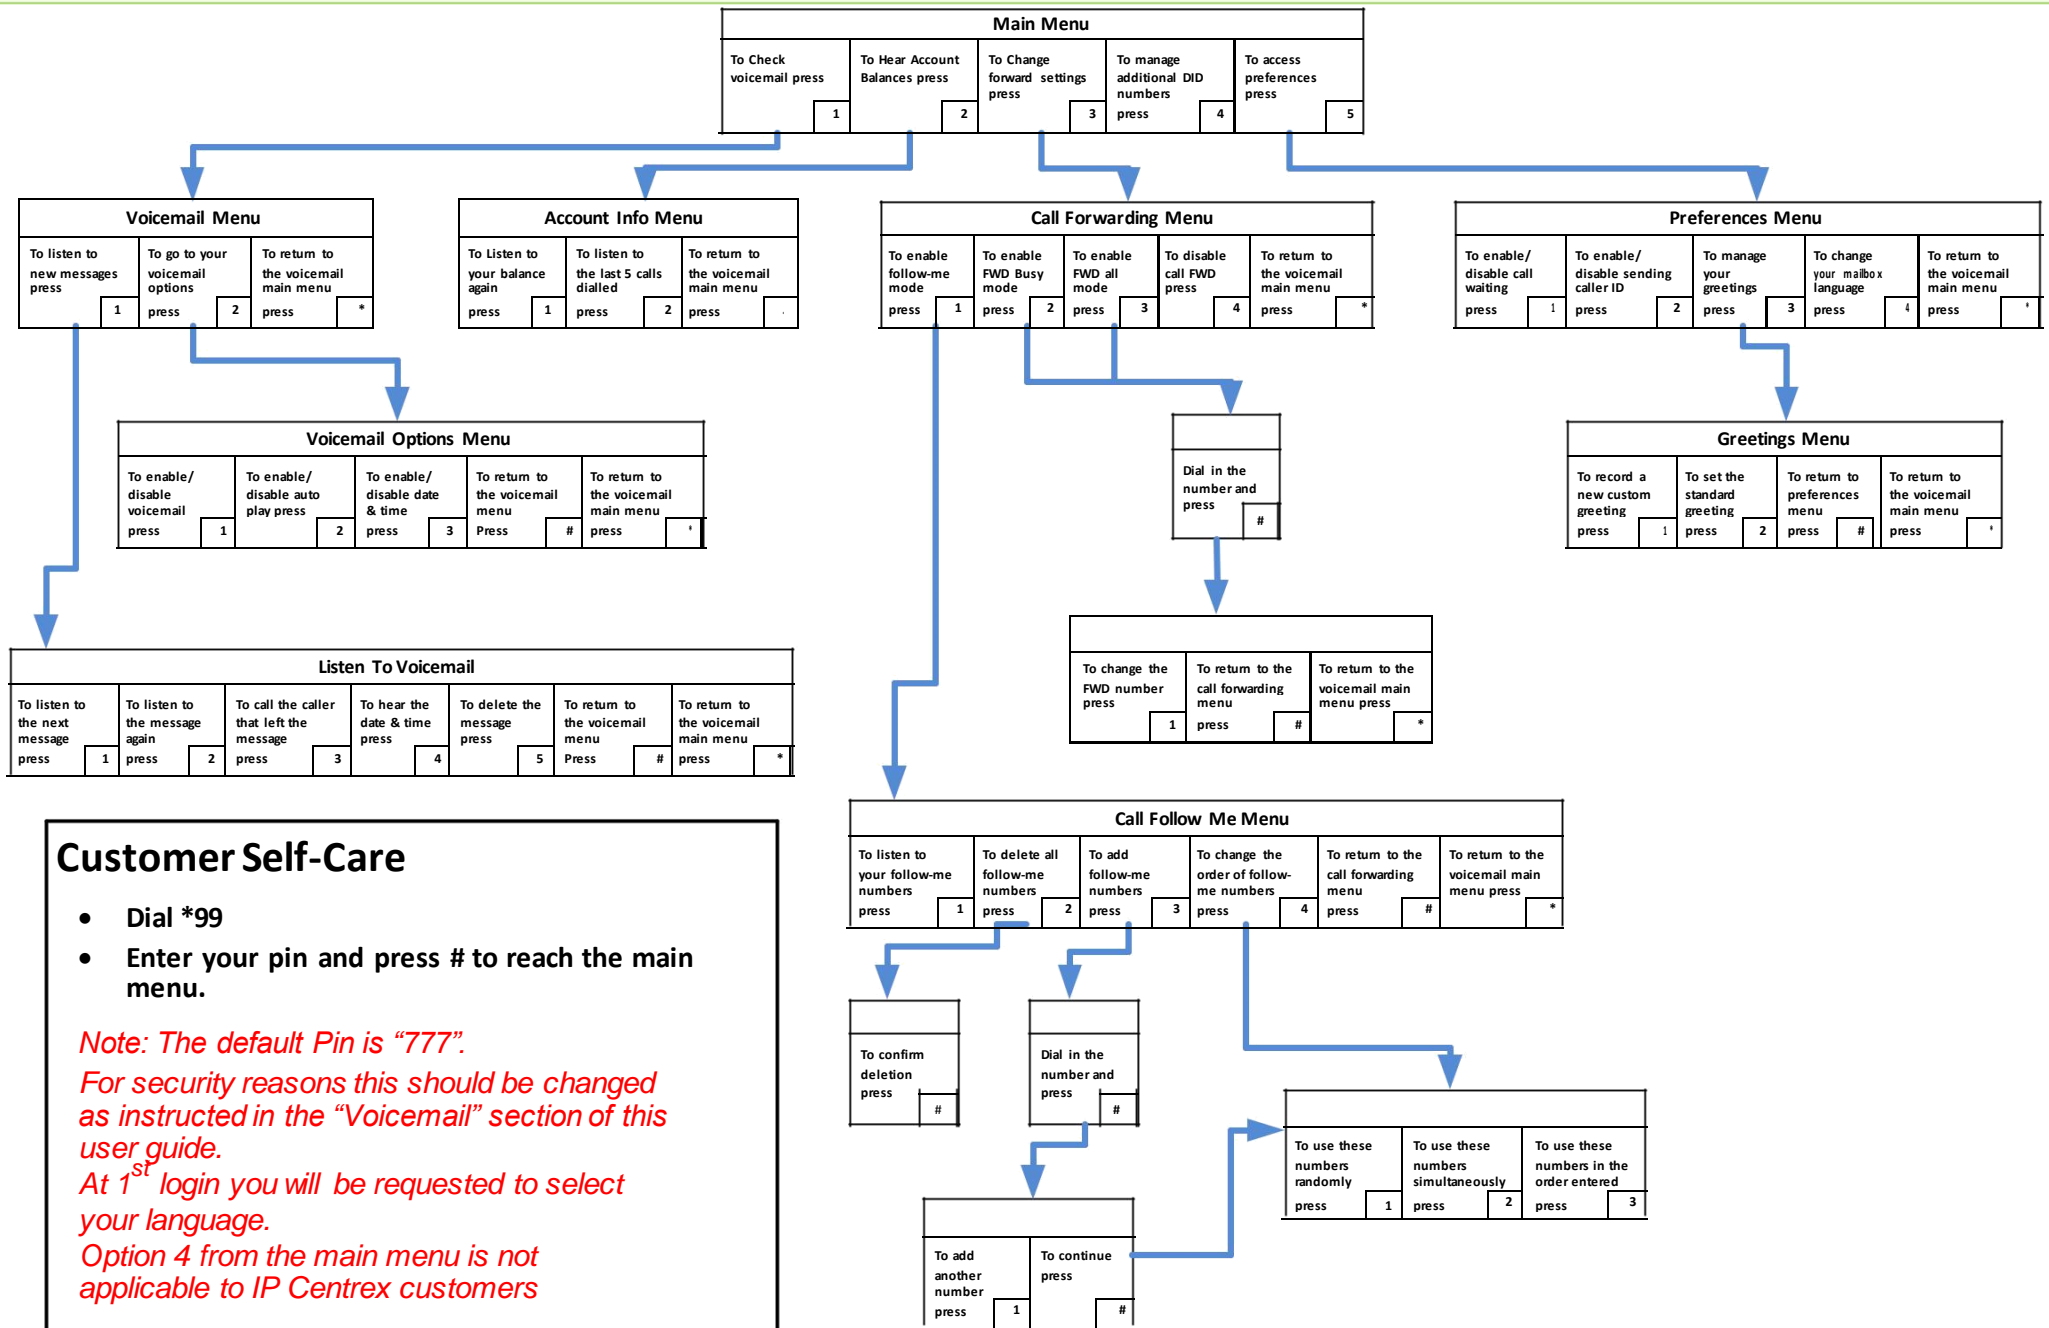 Main Menu
To Check
voicemail press
1
To Hear Account
Balances press
2
To Change
forward settings
press
3
To manage
additional DID
numbers
press
4
To access
preferences
press
5
Voicemail Menu
To listen to
new messages
press
1
To go to your
voicemail
options
press
2
To return to
the voicemail
main menu
press
*
Account Info Menu
To Listen to
your balance
again
press
1
To listen to
the last 5 calls
dialled
press
2
To return to
the voicemail
main menu
press
Call Forwarding Menu
To enable
follow-me
mode
press
1
To enable
FWD Busy
mode
press
2
To enable
FWD all
mode
press
3
To disable
call FWD
press
4
To return to
the voicemail
main menu
press
*
Preferences Menu
To enable/
disable call
waiting
press
1
To enable/
disable sending
caller ID
press
2
To manage
your
greetings
press
3
To change
your mailbox
language
press
4
To return to
the voicemail
main menu
press
*
Voicemail Options Menu
To enable/
disable
voicemail
press
1
To enable/
disable auto
play press
2
To enable/
disable date
& time
press
3
To return to
the voicemail
menu
Press
#
To return to
the voicemail
main menu
press
*
Dial in the
number and
press
#
Greetings Menu
To record a
new custom
greeting
press
1
To set the
standard
greeting
press
2
To return to
preferences
menu
press
#
To return to
the voicemail
main menu
press
*
To change the
FWD number
press
1
To return to the
call forwarding
menu
press
#
To return to the
voicemail main
menu press
*
Listen To Voicemail
To listen to
the next
message
press
1
To listen to
the message
again
press
2
To call the caller
that left the
message
press
3
To hear the
date & time
press
4
To delete the
message
press
5
To return to
the voicemail
menu
Press
#
To return to
the voicemail
main menu
press
*
Call Follow Me Menu
To listen to
your follow-me
numbers
press
1
To delete all
follow-me
numbers
press
2
To add
follow-me
numbers
press
3
To change the
order of follow-
me numbers
press
4
To return to the
call forwarding
menu
press
#
To return to the
voicemail main
menu press
*
To confirm
deletion
press
#
Dial in the
number and
press
#
To use these
numbers
randomly
press
1
To use these
numbers
simultaneously
press
2
To use these
numbers in the
order entered
press
3
To add
another
number
press
1
To continue
press
#
Customer Self-Care
• Dial *99
• Enter your pin and press # to reach the main
menu.
Note: The default Pin is “777”.
For security reasons this should be changed
as instructed in the “Voicemail” section of this
user guide.
At 1st login you will be requested to select
your language.
Option 4 from the main menu is not
applicable to IP Centrex customers